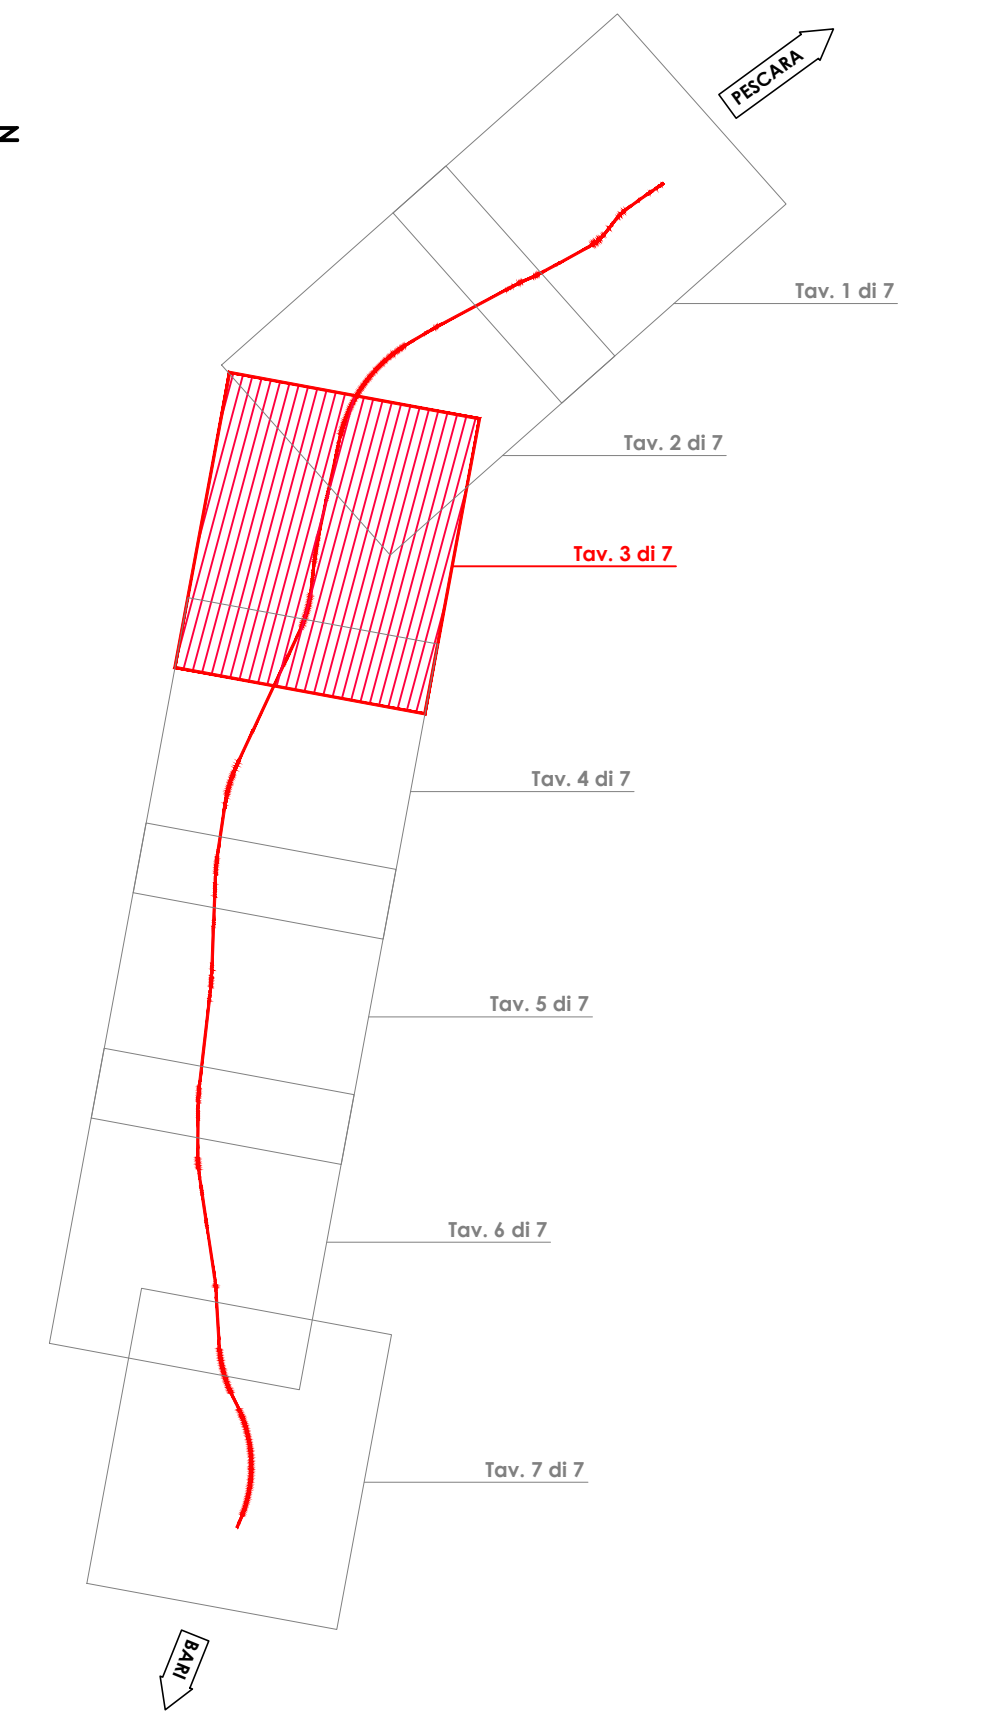 PESCARA
N
Tav. 1 di 7
Tav. 2 di 7
Tav. 3 di 7
Tav. 4 di 7
Tav. 5 di 7
Tav. 6 di 7
Tav. 7 di 7
BARI